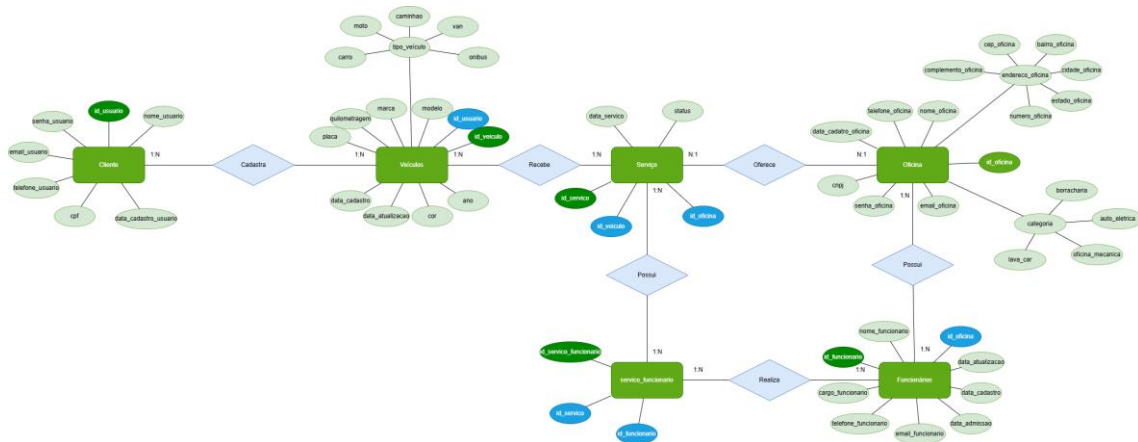 caminhao
moto
van
carro
tipo_veículo
onibus
id_usuario
senha_usuario
nome_usuario
email_usuario
Cliente
telefone_usuario
cpf
data_cadastro_usuario
1:N
Cadastra
1:N
marca
modelo
quilometragem
id_usuario
placa
id_veiculo
Veículos
1:N
data_cadastro
data_atualizacao
cor
ano
Recebe
1:N
data_servico
status
Serviço
N:1
id_servico
id_veiculo
id_oficina
1:N
Oferece
N:1
cep_oficina
bairro_oficina
complemento_oficina
endereco_oficina
cidade_oficina
estado_oficina
numero_oficina
telefone_oficina
nome_oficina
data_cadatro_oficina
Oficina
id_oficina
cnpj
senha_oficina
email_oficina
1:N
borracharia
categoria
auto_eletrica
lava_car
oficina_mecanica
Possui
Possui
1:N
1:N
id_servico_funcionario
servico_funcionario
1:N
id_servico
id_funcionario
Realiza
1:N
nome_funcionario
id_oficina
id_funcionario
data_atualizacao
Funcionários
cargo_funcionario
data_cadastro
telefone_funcionario
email_funcionario
data_admissao